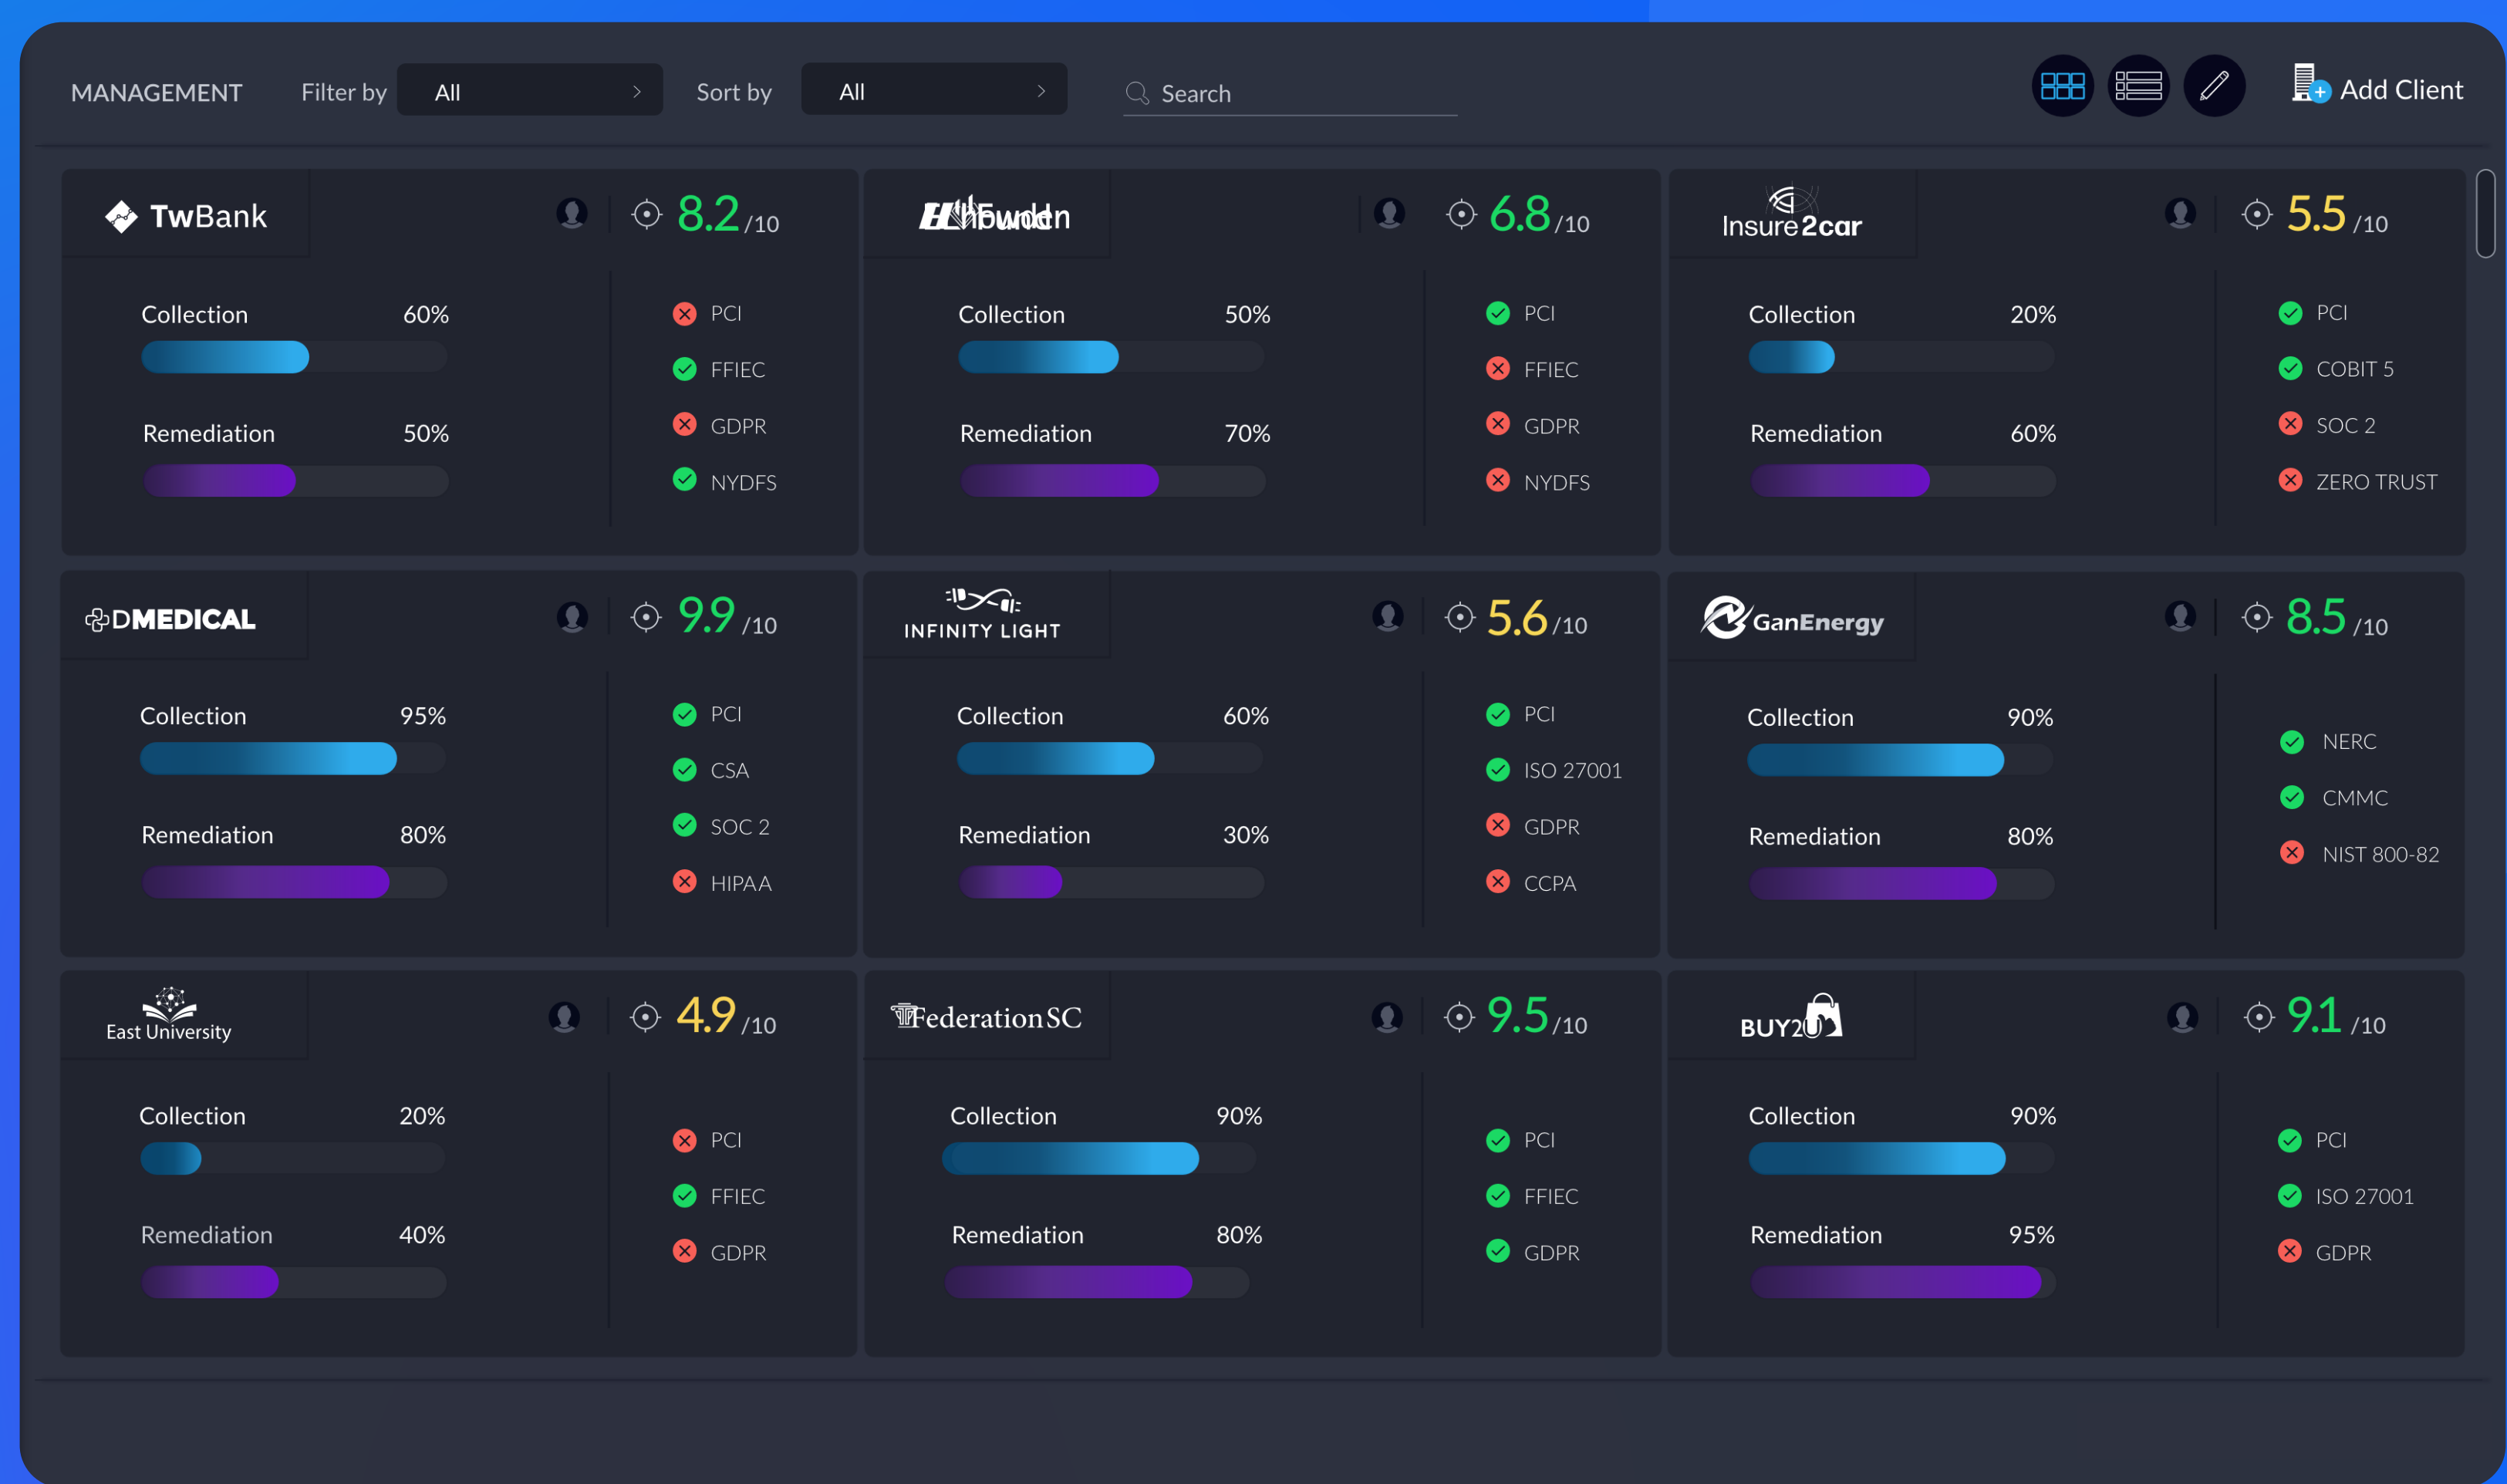 MANAGEMENT Filter by All Sort by All Search Add Client
TwBank 8.2/10
Collection 60%
Remediation 50%
PCI
FFIEC
GDPR
NYDFS
6.8/10
Collection 50%
Remediation 70%
PCI
FFIEC
GDPR
NYDFS
Insure2car 5.5/10
Collection 20%
Remediation 60%
PCI
COBIT 5
SOC 2
ZERO TRUST
DMEDICAL 9.9/10
Collection 95%
Remediation 80%
PCI
CSA
SOC 2
HIPAA
INFINITY LIGHT 5.6/10
Collection 60%
Remediation 30%
PCI
ISO 27001
GDPR
CCPA
GanEnergy 8.5/10
Collection 90%
Remediation 80%
NERC
CMMC
NIST 800-82
East University 4.9/10
Collection 20%
Remediation 40%
PCI
FFIEC
GDPR
Federation SC 9.5/10
Collection 90%
Remediation 80%
PCI
FFIEC
GDPR
BUY2U 9.1/10
Collection 90%
Remediation 95%
PCI
ISO 27001
GDPR